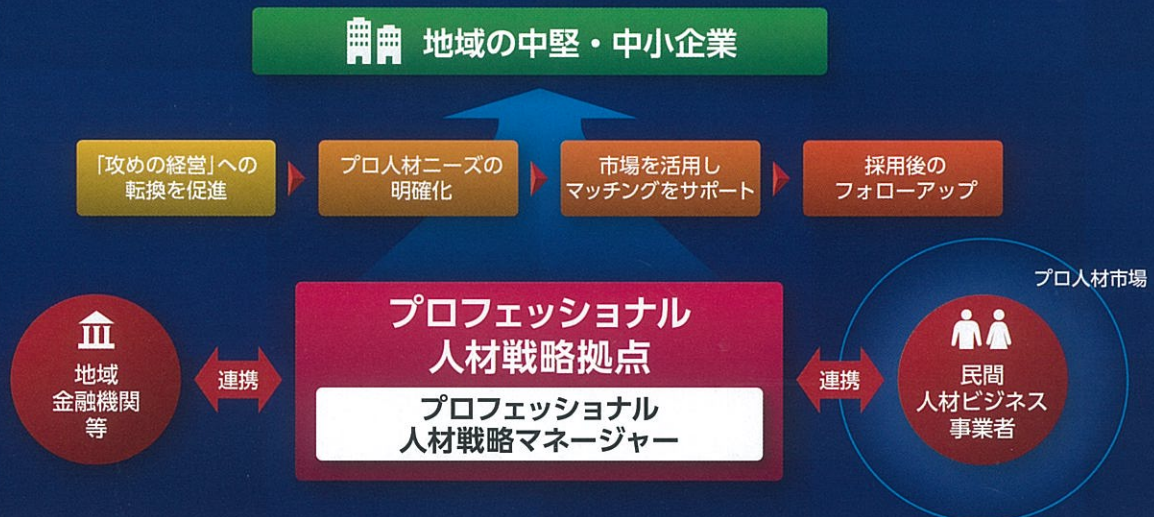 地域の中堅・中小企業
「攻めの経営」への
転換を促進
プロ人材ニーズの
明確化
市場を活用し
マッチングをサポート
採用後の
フォローアップ
プロ人材市場
地域
金融機関
等
連携
プロフェッショナル
人材戦略拠点
プロフェッショナル
人材戦略マネージャー
連携
民間
人材ビジネス
事業者